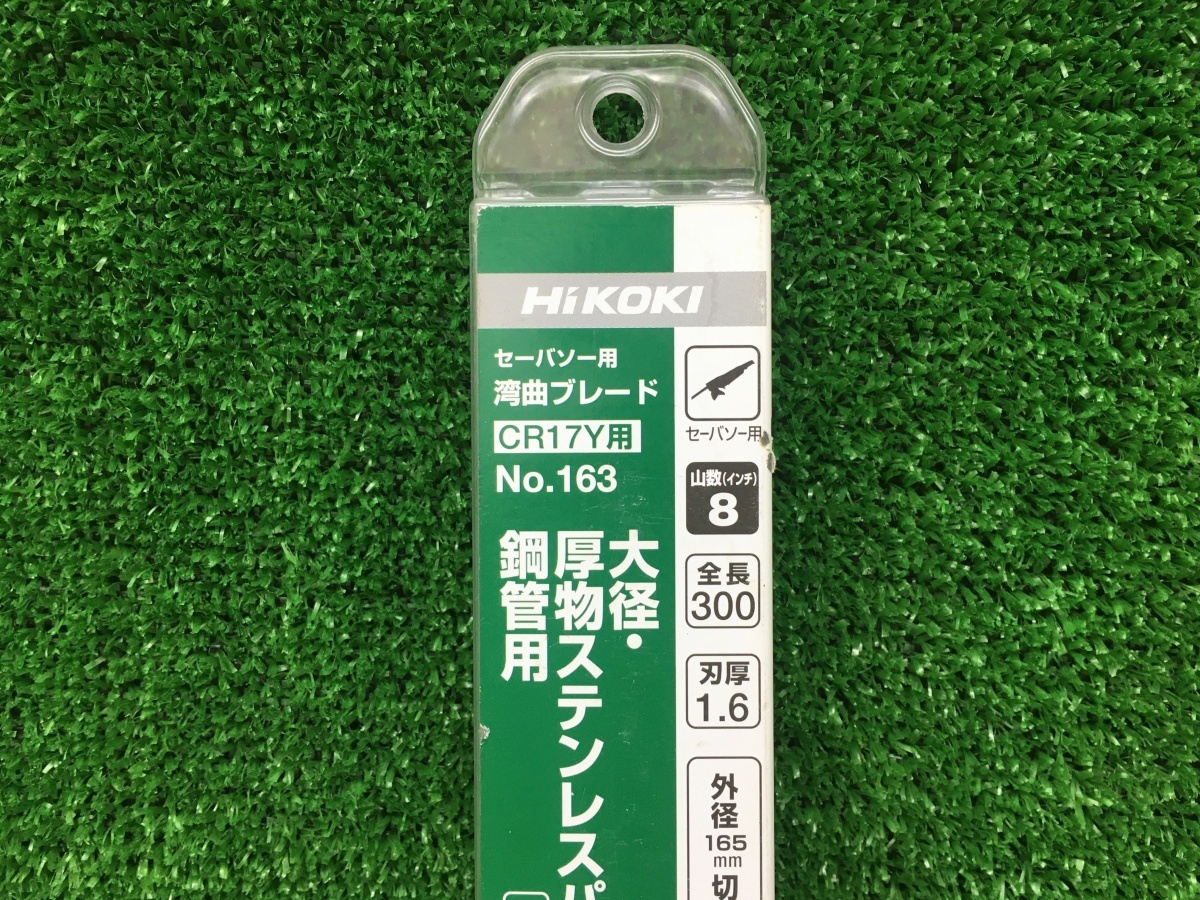 HiKOKI
セーバソー用
湾曲ブレード
CR17Y用
No.163
大径・
厚物ステンレスパ
鋼管用
セーバソー用
山数(インチ)
8
全長
300
刃厚
1.6
外径
165
mm
切